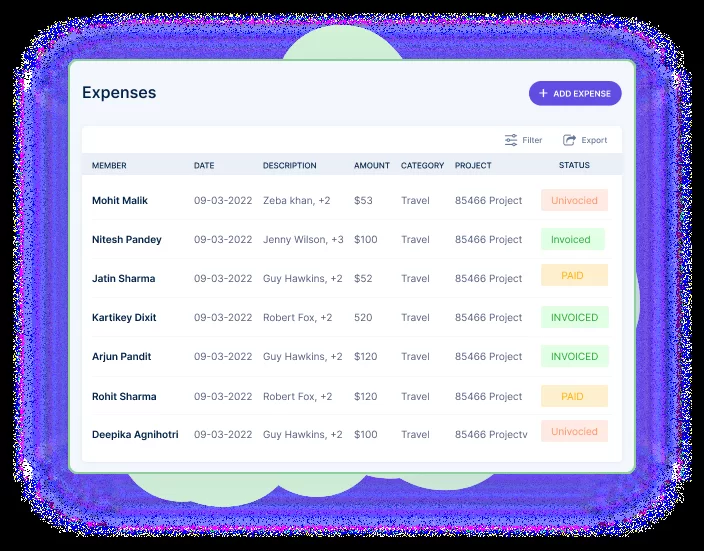 Expenses
+ ADD EXPENSE
Filter Export
MEMBER DATE DESCRIPTION AMOUNT CATEGORY PROJECT STATUS
Mohit Malik 09-03-2022 Zeba khan, +2 $53 Travel 85466 Project Univocied
Nitesh Pandey 09-03-2022 Jenny Wilson, +3 $100 Travel 85466 Project Invoiced
Jatin Sharma 09-03-2022 Guy Hawkins, +2 $52 Travel 85466 Project PAID
Kartikey Dixit 09-03-2022 Robert Fox, +2 520 Travel 85466 Project INVOICED
Arjun Pandit 09-03-2022 Guy Hawkins, +2 $120 Travel 85466 Project INVOICED
Rohit Sharma 09-03-2022 Robert Fox, +2 $120 Travel 85466 Project PAID
Deepika Agnihotri 09-03-2022 Guy Hawkins, +2 $100 Travel 85466 Projectv Univocied